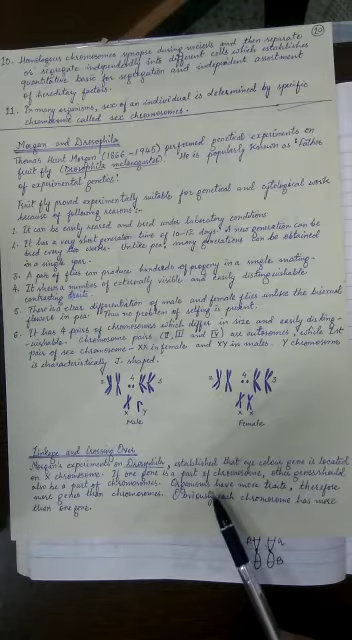 10
10. Homologous chromosomes synapse during meiosis and then separate
or segregate independently into different cells which establishes
quantitative basis for segregation and independent assortment
of hereditary factors.
11. In many organisms, sex of an individual is determined by specific
chromosome called sex chromosomes.
Morgan and Drosophila
Thomas Hunt Morgan (1866-1945) performed genetical experiments on
fruit fly (Drosophila melanogaster). He is popularly known as 'Father
of experimental genetics'.
Fruit fly proved experimentally suitable for genetical and cytological work
because of following reasons:-
1. It can be easily reared and bred under laboratory conditions
2. It has a very short generation time of 10-12 days. A new generation can be
bred every two weeks. Unlike pea, many generations can be obtained
in a single year.
3. A pair of flies can produce hundreds of progeny in a single mating.
4. It shows a number of externally visible and easily distinguishable
contrasting traits.
5. There is clear differentiation of male and female flies unlike the bisexual
flowers in pea. Thus no problem of selfing is present.
6. It has 4 pairs of chromosomes which differ in size and easily disting-
uishable. Chromosome pairs (II, III and IV) are autosomes, while 1st
pair of sex chromosome - XX in female and XY in males. Y chromosome
is characteristically J-shaped.
2 4 3
X Y
Male
2 4 3
X X
Female
Linkage and Crossing Over
Morgan's experiments on Drosophila, established that eye colour gene is located
on X chromosome. If one gene is a part of chromosome, other genes should
also be a part of chromosomes. Organisms have more traits, therefore
more genes than chromosomes. Obviously each chromosome has more
than one gene.
A a
B